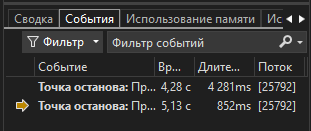 Сводка События Использование памяти Ис
Фильтр Фильтр событий
Событие Вр... Длите... Поток
Точка останова: Пр... 4,28 с 4 281ms [25792]
Точка останова: Пр... 5,13 с 852ms [25792]